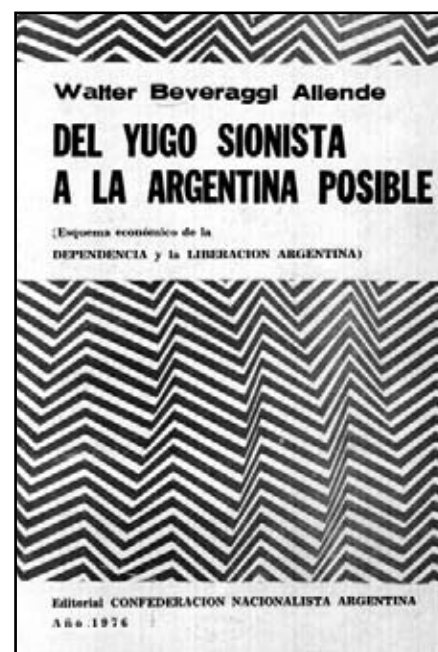 Walter Beveraggi Allende
DEL YUGO SIONISTA
A LA ARGENTINA POSIBLE
(Esquema económico de la
DEPENDENCIA y la LIBERACION ARGENTINA)
Editorial CONFEDERACION NACIONALISTA ARGENTINA
Año 1976